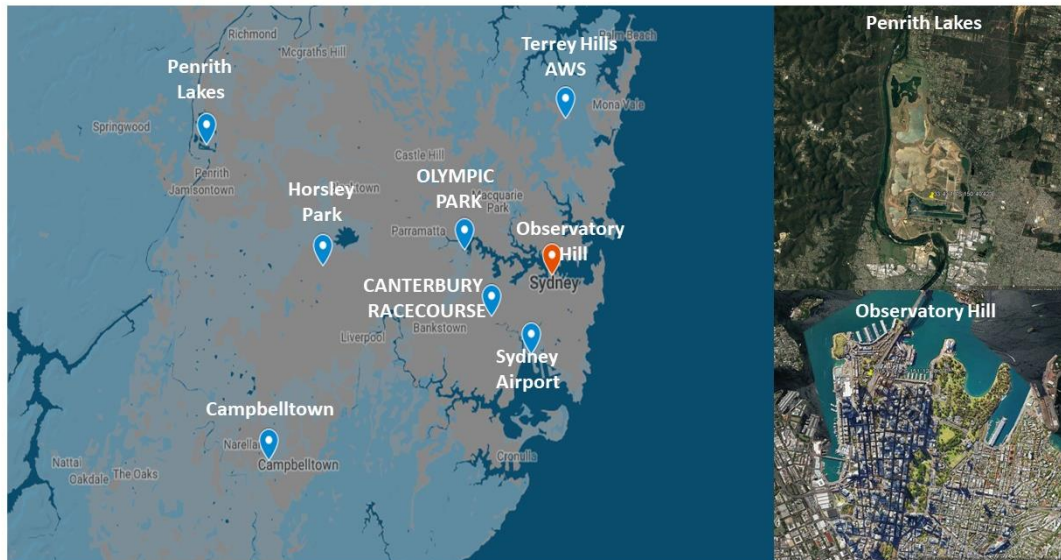 Richmond
Mcgraths Hill
Palm Beach
Penrith
Lakes
Terrey Hills
AWS
Mona Vale
Springwood
Castle Hill
Penrith
Jamisontown
Horsley
Park
OLYMPIC
PARK
Macquarie
Park
Parramatta
Observatory
Hill
Sydney
CANTERBURY
RACECOURSE
Bankstown
Liverpool
Sydney
Airport
Campbelltown
Narellan
Campbelltown
Nattai
Oakdale
The Oaks
Cronulla
Penrith Lakes
Observatory Hill